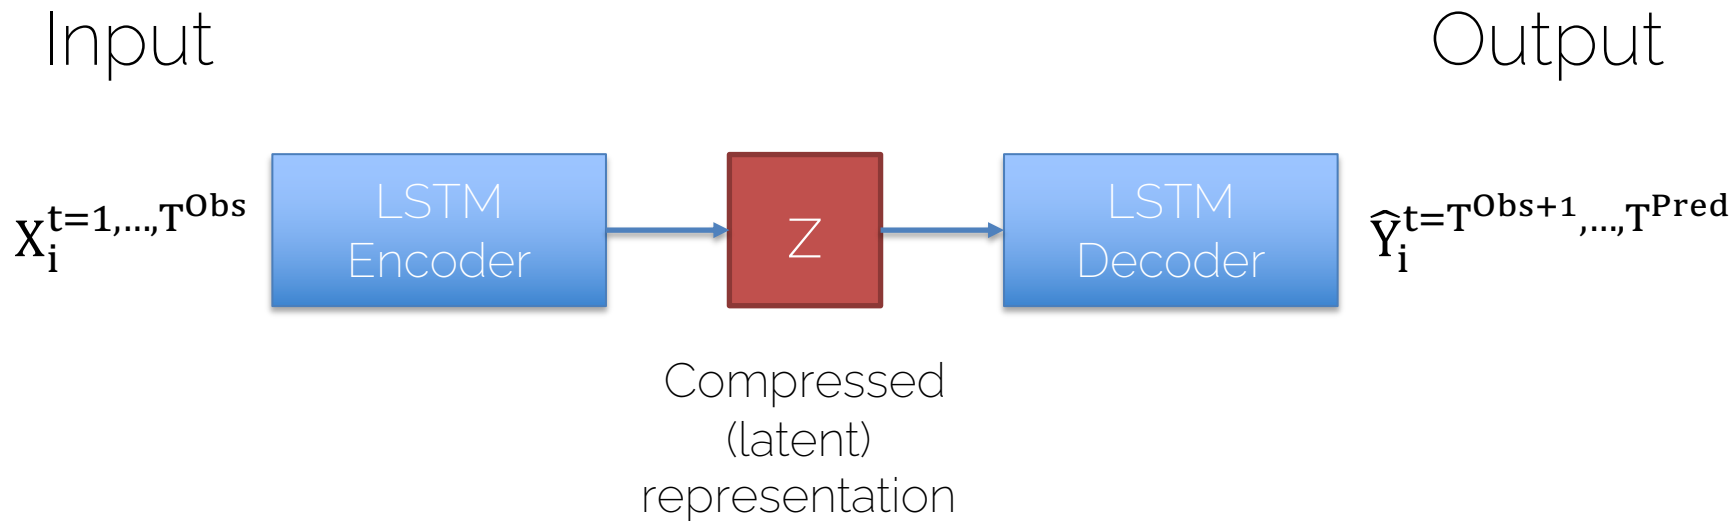 Input
Output
X_i^{t=1,...,T^{Obs}}
LSTM
Encoder
Z
LSTM
Decoder
Ŷ_i^{t=T^{Obs+1},...,T^{Pred}}
Compressed
(latent)
representation